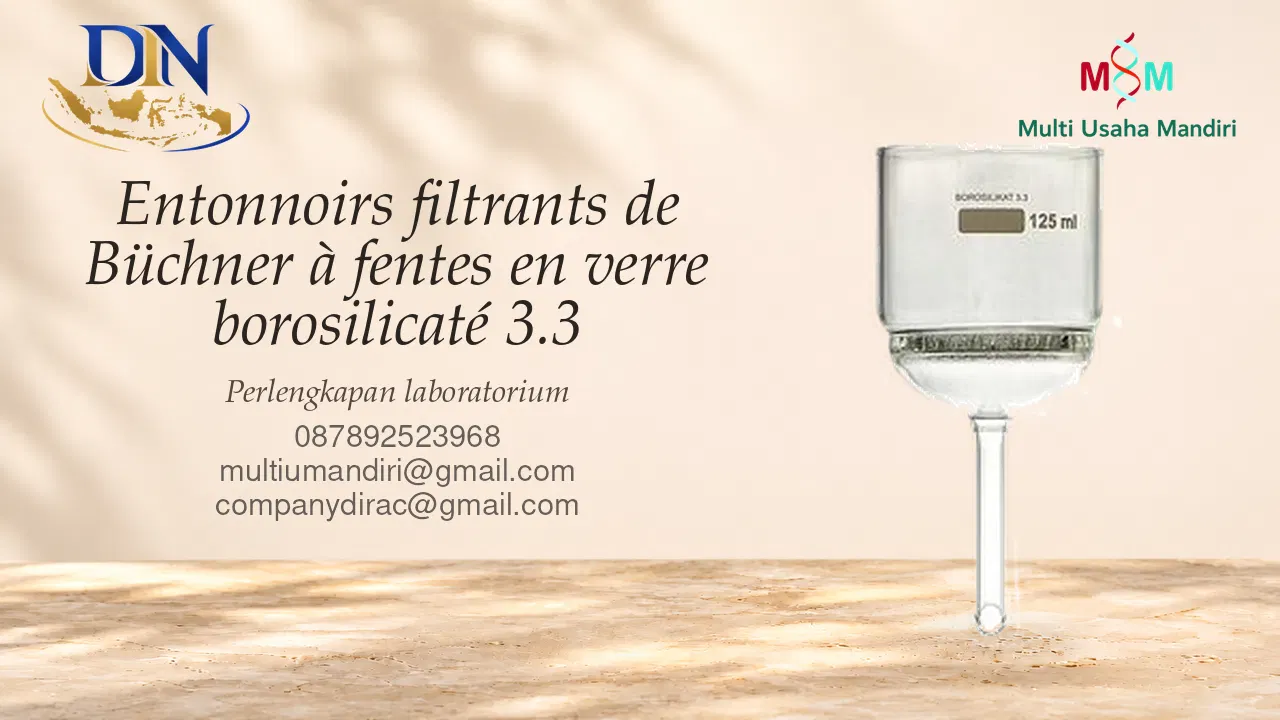 DIN
M M
Multi Usaha Mandiri
Entonnoirs filtrants de
Büchner à fentes en verre
borosilicaté 3.3
Perlengkapan laboratorium
087892523968
multiumandiri@gmail.com
companydirac@gmail.com
BOROSILIKAT 3.3
125 ml